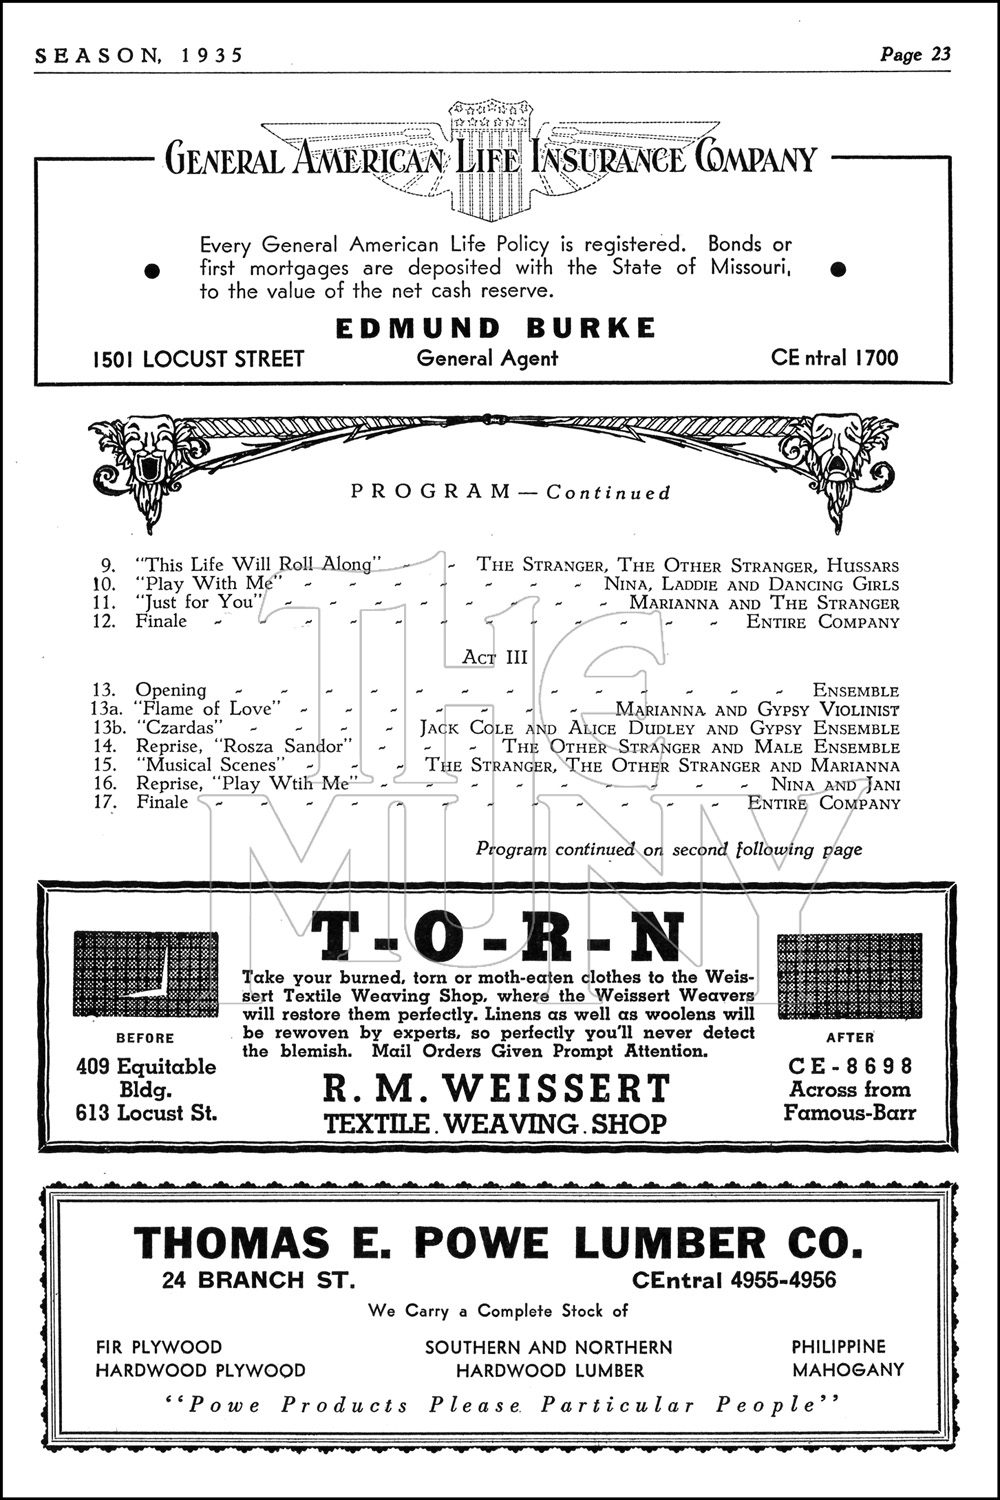 SEASON, 1935 Page 23
GENERAL AMERICAN LIFE INSURANCE COMPANY
Every General American Life Policy is registered. Bonds or
first mortgages are deposited with the State of Missouri,
to the value of the net cash reserve.
EDMUND BURKE
1501 LOCUST STREET General Agent CEntral 1700
PROGRAM — Continued
9. "This Life Will Roll Along" - - THE STRANGER, THE OTHER STRANGER, HUSSARS
10. "Play With Me" - - - - - - - NINA, LADDIE AND DANCING GIRLS
11. "Just for You" - - - - - - - - MARIANNA AND THE STRANGER
12. Finale - - - - - - - - - - - - ENTIRE COMPANY
ACT III
13. Opening - - - - - - - - - - - - - ENSEMBLE
13a. "Flame of Love" - - - - - - - MARIANNA AND GYPSY VIOLINIST
13b. "Czardas" - - - - - JACK COLE AND ALICE DUDLEY AND GYPSY ENSEMBLE
14. Reprise, "Rosza Sandor" - - - THE OTHER STRANGER AND MALE ENSEMBLE
15. "Musical Scenes" - - - THE STRANGER, THE OTHER STRANGER AND MARIANNA
16. Reprise, "Play Wtih Me" - - - - - - - - - NINA AND JANI
17. Finale - - - - - - - - - - - - ENTIRE COMPANY
Program continued on second following page
THE
MUNY
T-O-R-N
Take your burned, torn or moth-eaten clothes to the Weis-
sert Textile Weaving Shop, where the Weissert Weavers
will restore them perfectly. Linens as well as woolens will
be rewoven by experts, so perfectly you'll never detect
the blemish. Mail Orders Given Prompt Attention.
BEFORE
409 Equitable
Bldg.
613 Locust St.
R. M. WEISSERT
TEXTILE . WEAVING . SHOP
AFTER
CE-8698
Across from
Famous-Barr
THOMAS E. POWE LUMBER CO.
24 BRANCH ST. CEntral 4955-4956
We Carry a Complete Stock of
FIR PLYWOOD SOUTHERN AND NORTHERN PHILIPPINE
HARDWOOD PLYWOOD HARDWOOD LUMBER MAHOGANY
"Powe Products Please Particular People"